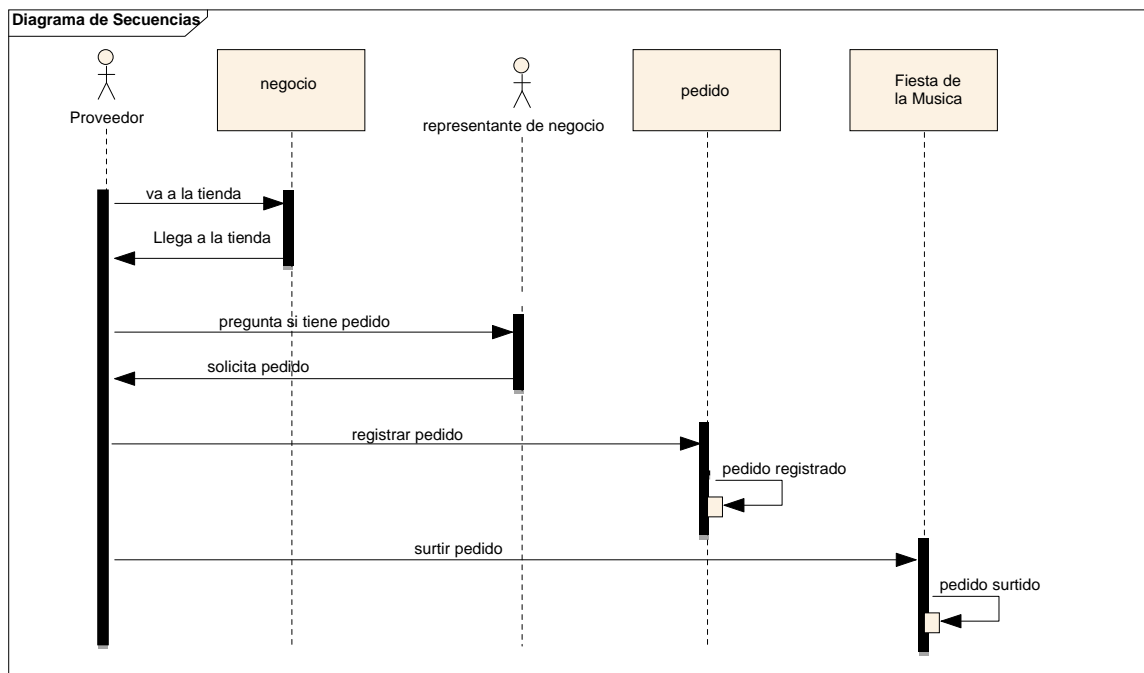 Diagrama de Secuencias
Proveedor
negocio
representante de negocio
pedido
Fiesta de
la Musica
va a la tienda
Llega a la tienda
pregunta si tiene pedido
solicita pedido
registrar pedido
pedido registrado
surtir pedido
pedido surtido